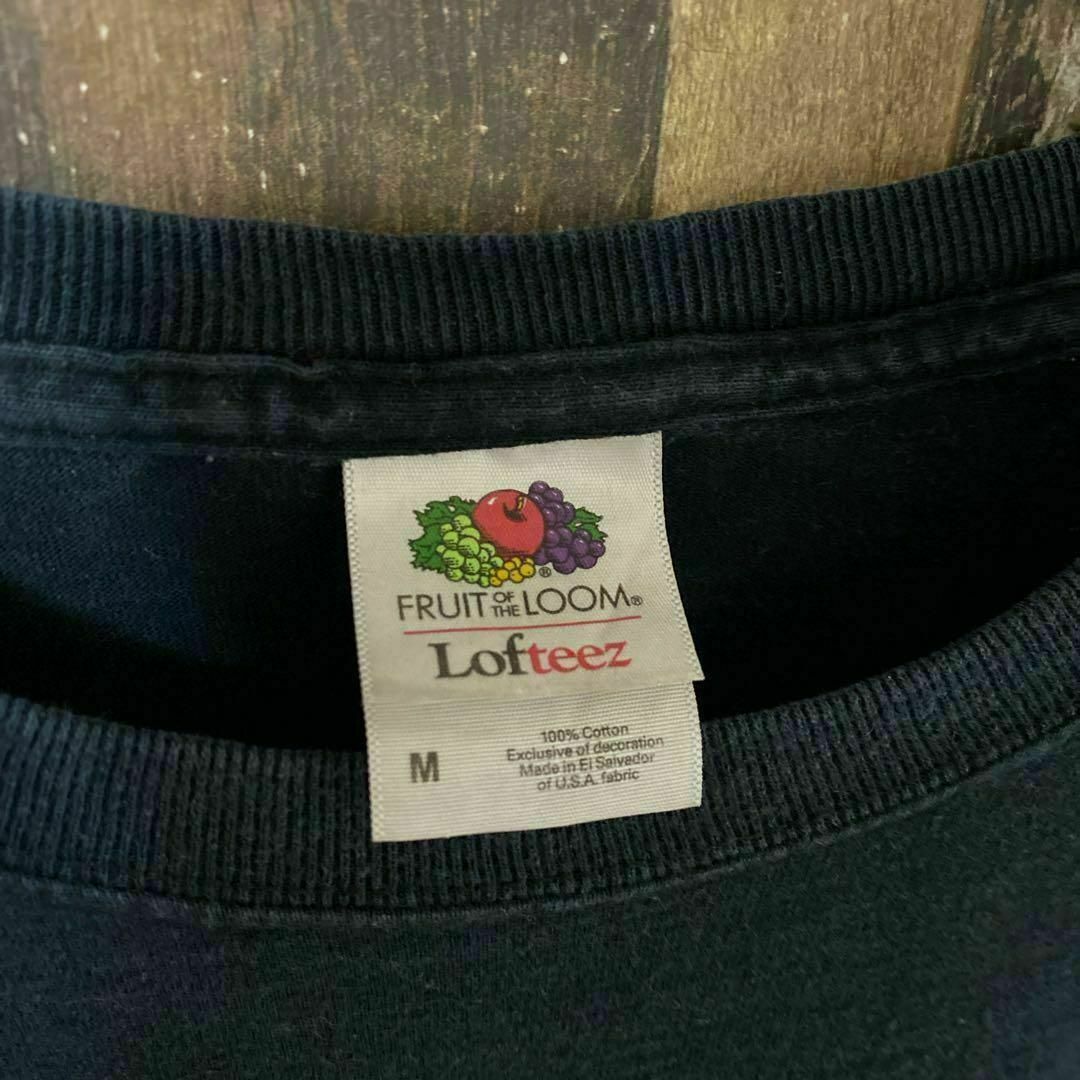 ®
FRUIT OF THE LOOM®
Lofteez
M
100% Cotton
Exclusive of decoration
Made in El Salvador
of U.S.A. fabric